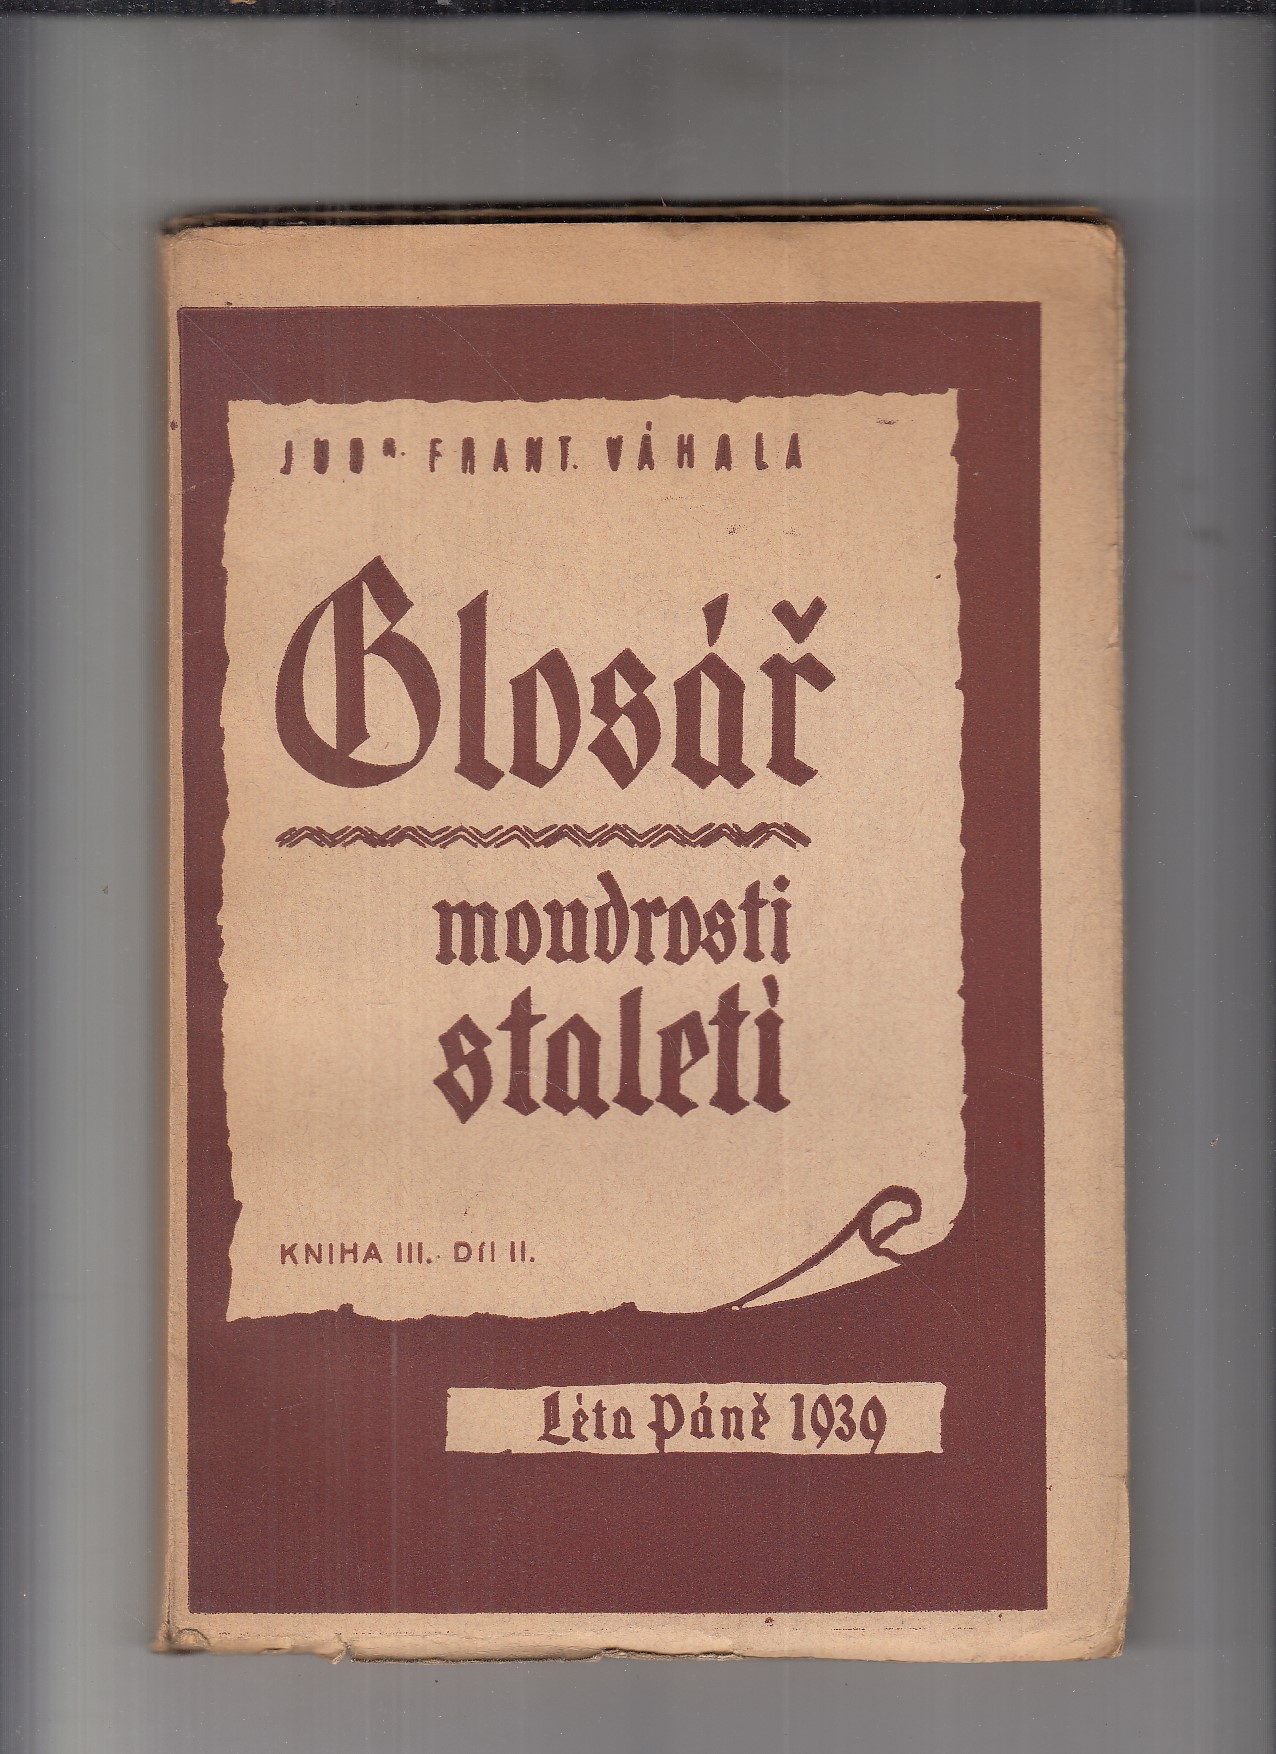 JUDR. FRANT. VÁHALA
Glosář
moudrosti
staletí
KNIHA III. Díl II.
Léta Páně 1939